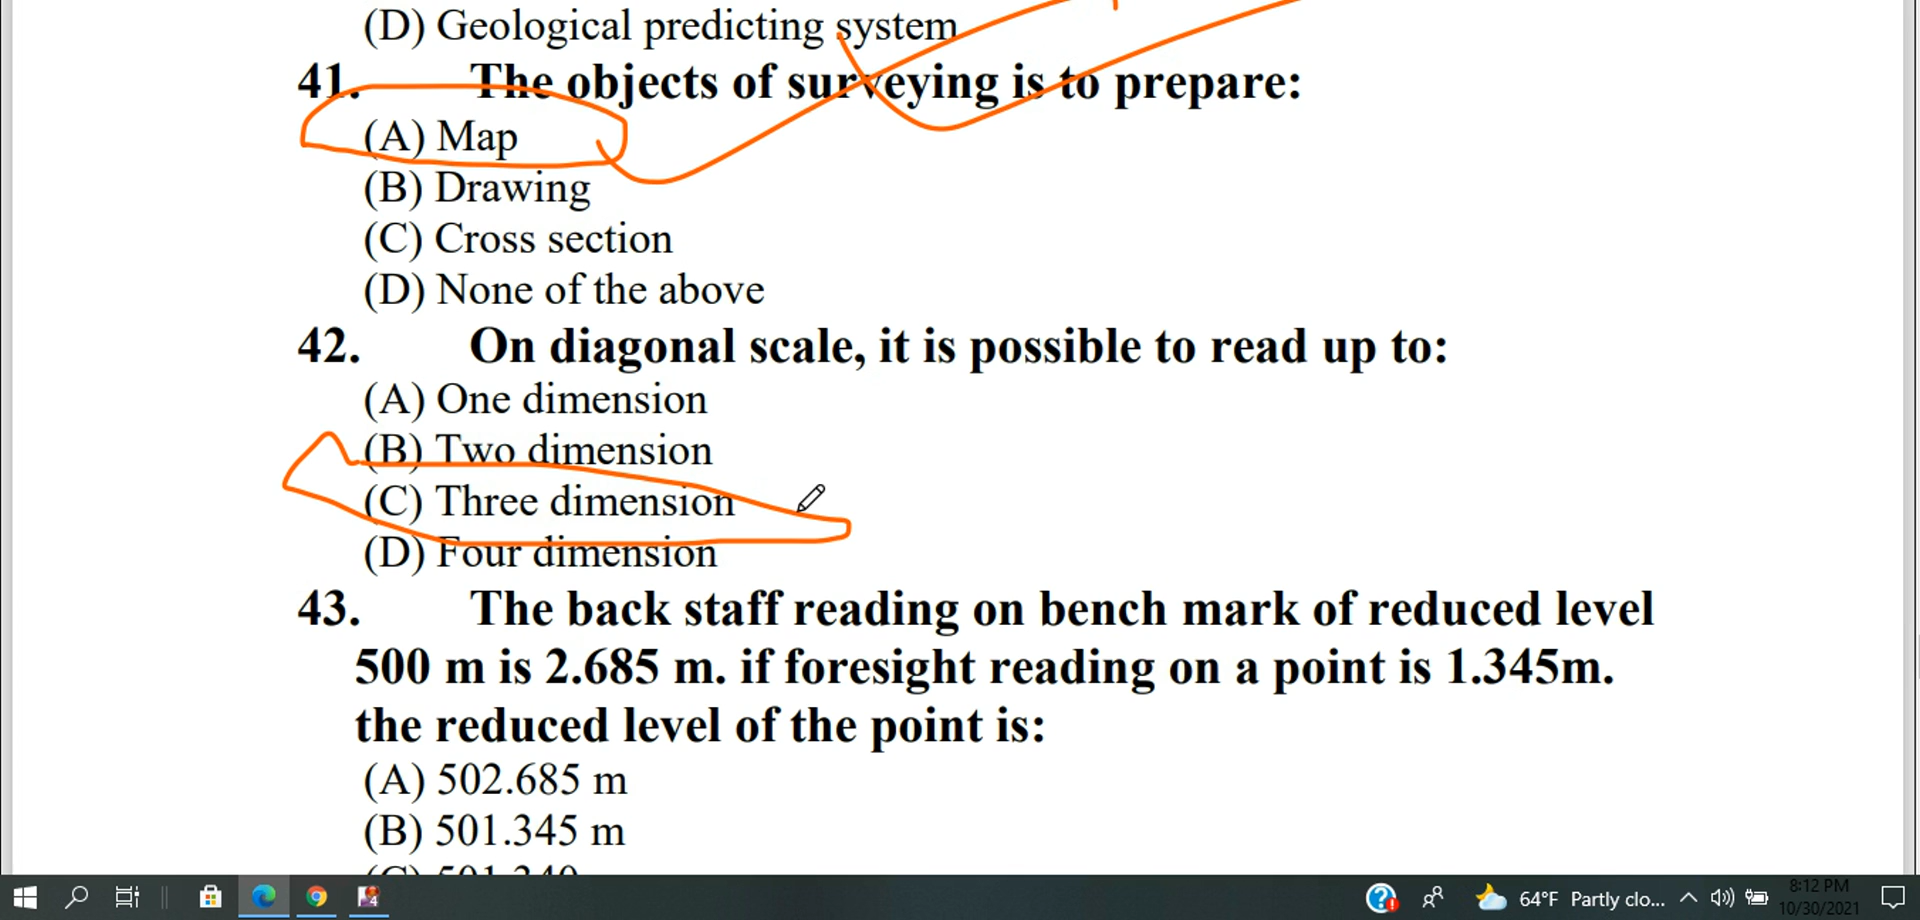 (D) Geological predicting system
41. The objects of surveying is to prepare:
(A) Map
(B) Drawing
(C) Cross section
(D) None of the above
42. On diagonal scale, it is possible to read up to:
(A) One dimension
(B) Two dimension
(C) Three dimension
(D) Four dimension
43. The back staff reading on bench mark of reduced level
500 m is 2.685 m. if foresight reading on a point is 1.345m.
the reduced level of the point is:
(A) 502.685 m
(B) 501.345 m
64°F Partly clo...
8:12 PM
10/30/2021